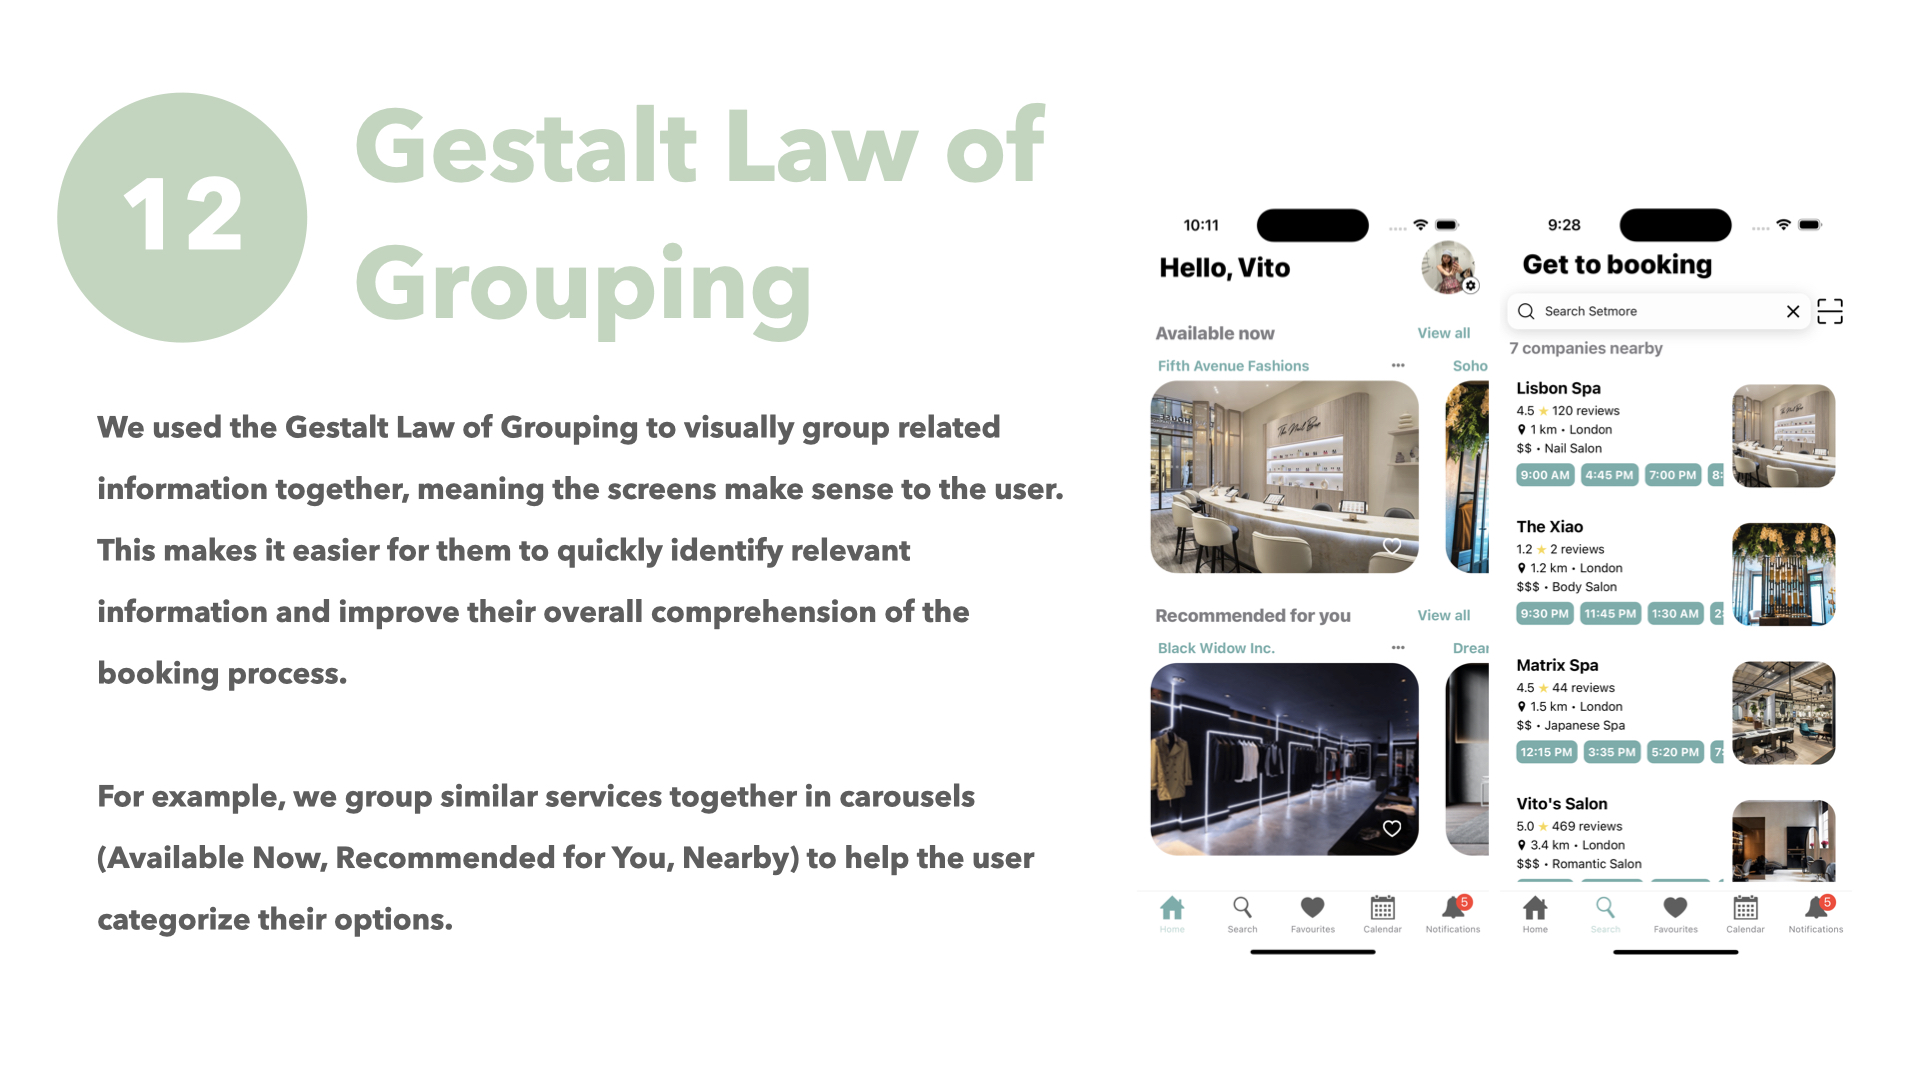 12
Gestalt Law of
Grouping
We used the Gestalt Law of Grouping to visually group related
information together, meaning the screens make sense to the user.
This makes it easier for them to quickly identify relevant
information and improve their overall comprehension of the
booking process.
For example, we group similar services together in carousels
(Available Now, Recommended for You, Nearby) to help the user
categorize their options.
10:11
Hello, Vito
Available now View all
Fifth Avenue Fashions ••• Soho
The Nail Bar
Recommended for you View all
Black Widow Inc. ••• Drear
5
Home Search Favourites Calendar Notifications
9:28
Get to booking
Search Setmore
7 companies nearby
Lisbon Spa
4.5 ★ 120 reviews
1 km • London
$$ • Nail Salon
9:00 AM 4:45 PM 7:00 PM 8:
The Xiao
1.2 ★ 2 reviews
1.2 km • London
$$$ • Body Salon
9:30 PM 11:45 PM 1:30 AM 2:
Matrix Spa
4.5 ★ 44 reviews
1.5 km • London
$$ • Japanese Spa
12:15 PM 3:35 PM 5:20 PM 7:
Vito's Salon
5.0 ★ 469 reviews
3.4 km • London
$$$ • Romantic Salon
5
Home Search Favourites Calendar Notifications